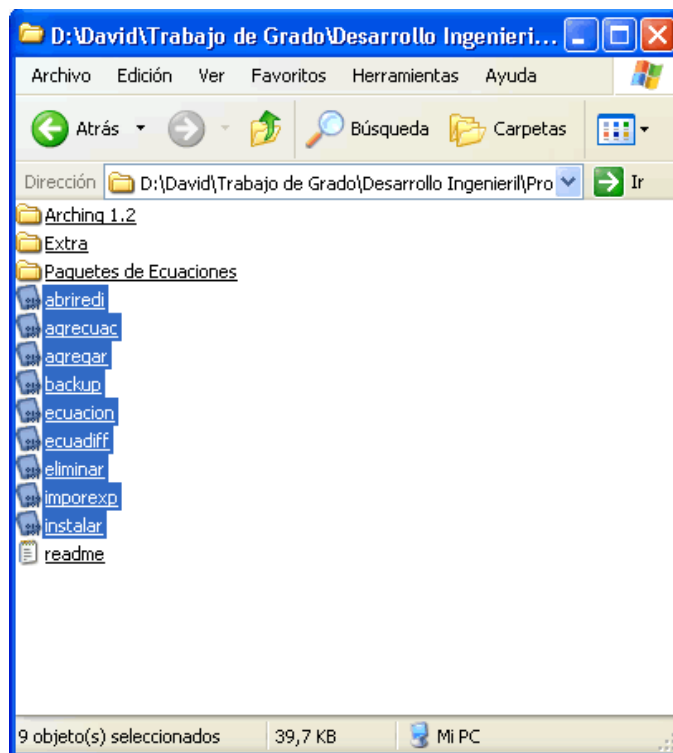 D:\David\Trabajo de Grado\Desarrollo Ingenieri...
Archivo Edición Ver Favoritos Herramientas Ayuda
Atrás Búsqueda Carpetas
Dirección D:\David\Trabajo de Grado\Desarrollo Ingenieril\Pro Ir
Arching 1.2
Extra
Paquetes de Ecuaciones
abriredi
agrecuac
agregar
backup
ecuacion
ecuadiff
eliminar
imporexp
instalar
readme
9 objeto(s) seleccionados 39,7 KB Mi PC